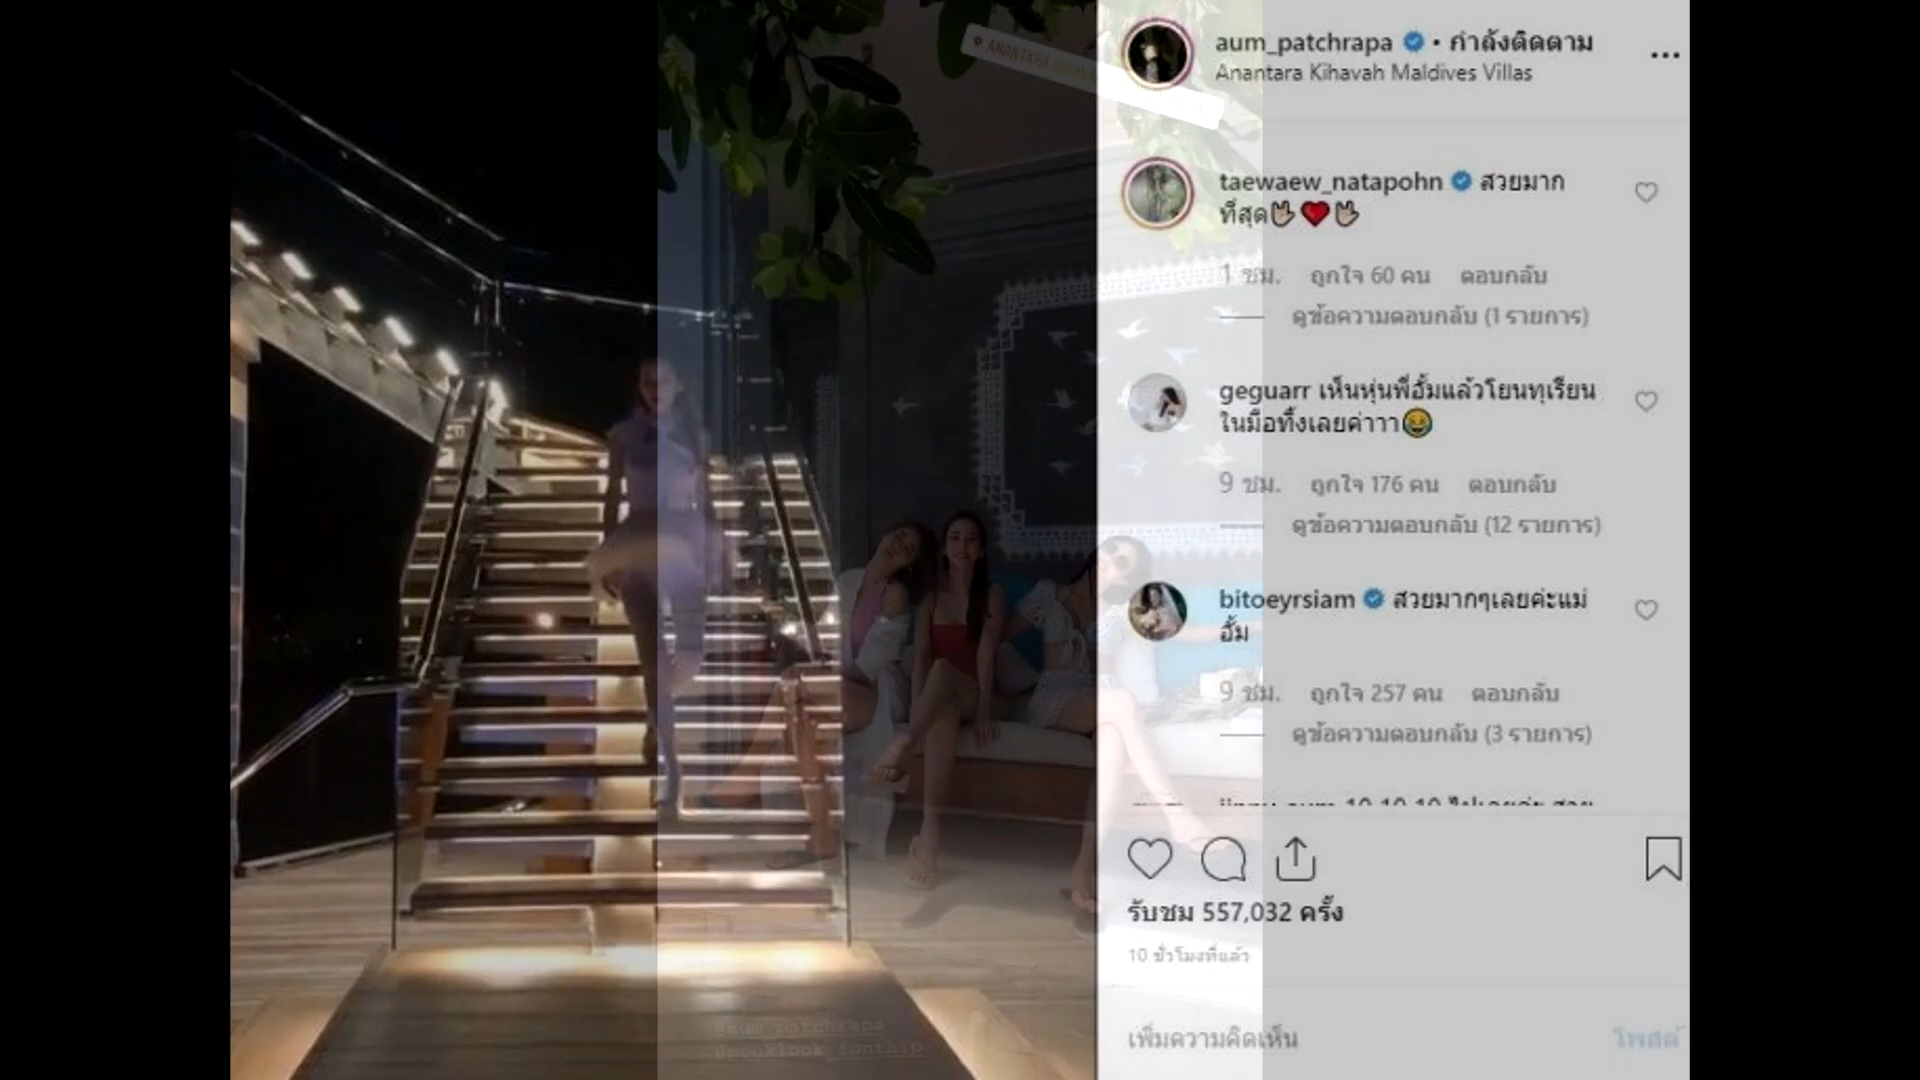 aum_patchrapa • กำลังติดตาม
Anantara Kihavah Maldives Villas
ANANTARA
taewaew_natapohn สวยมาก
ที่สุด
1 ชม. ถูกใจ 60 คน ตอบกลับ
ดูข้อความตอบกลับ (1 รายการ)
geguarr เห็นหุ่นพี่อั้มแล้วโยนทุเรียน
ในมือทิ้งเลยค่าาา
9 ชม. ถูกใจ 176 คน ตอบกลับ
ดูข้อความตอบกลับ (12 รายการ)
bitoeyrsiam สวยมากๆเลยค่ะแม่
อั้ม
9 ชม. ถูกใจ 257 คน ตอบกลับ
ดูข้อความตอบกลับ (3 รายการ)
รับชม 557,032 ครั้ง
10 ชั่วโมงที่แล้ว
เพิ่มความคิดเห็น
โพสต์
aum_patchrapa
@pooklook_fonthip